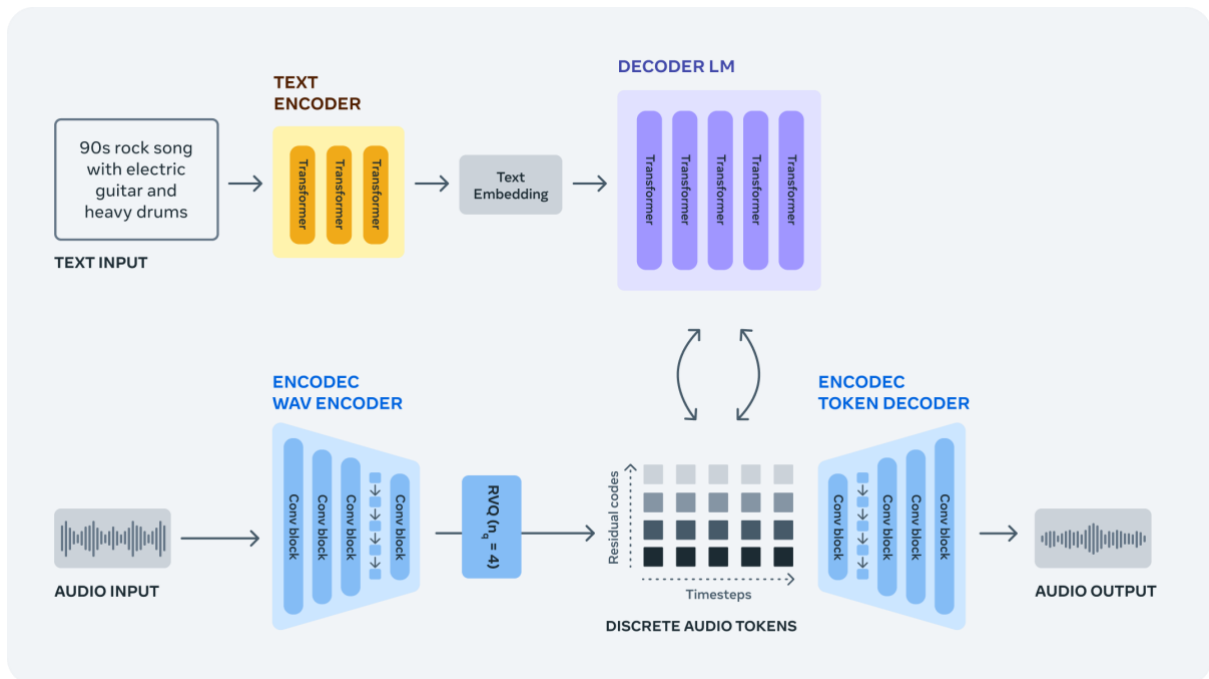 DECODER LM
TEXT
ENCODER
90s rock song
with electric
guitar and
heavy drums
TEXT INPUT
Transformer
Transformer
Transformer
Text
Embedding
Transformer
Transformer
Transformer
Transformer
Transformer
ENCODEC
WAV ENCODER
ENCODEC
TOKEN DECODER
AUDIO INPUT
Conv block
Conv block
Conv block
Conv block
RVQ (nq = 4)
Residual codes
Timesteps
DISCRETE AUDIO TOKENS
Conv block
Conv block
Conv block
Conv block
AUDIO OUTPUT